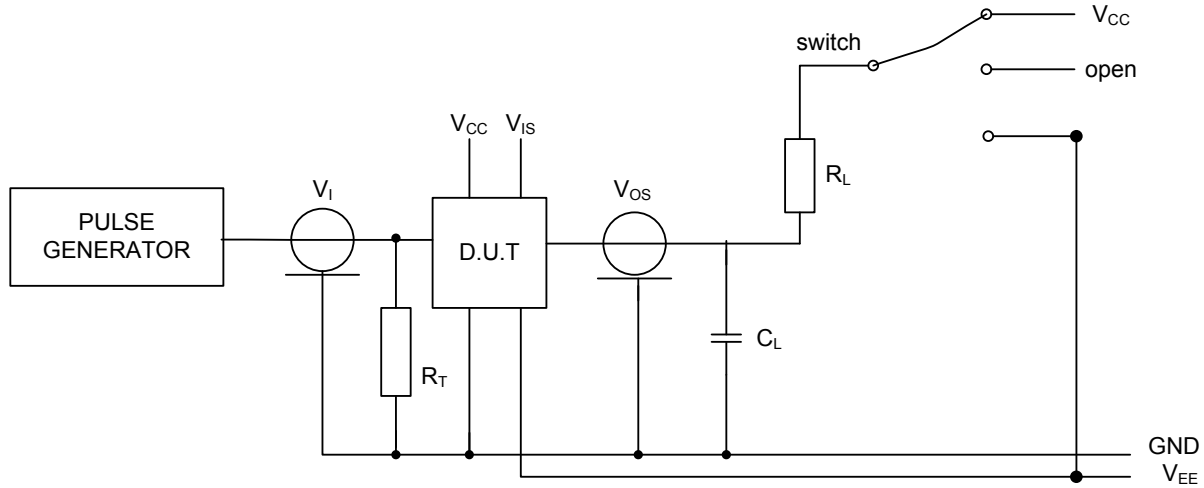 V_CC
switch
open
V_CC V_IS
R_L
V_I
V_OS
PULSE
GENERATOR
D.U.T
C_L
R_T
GND
V_EE